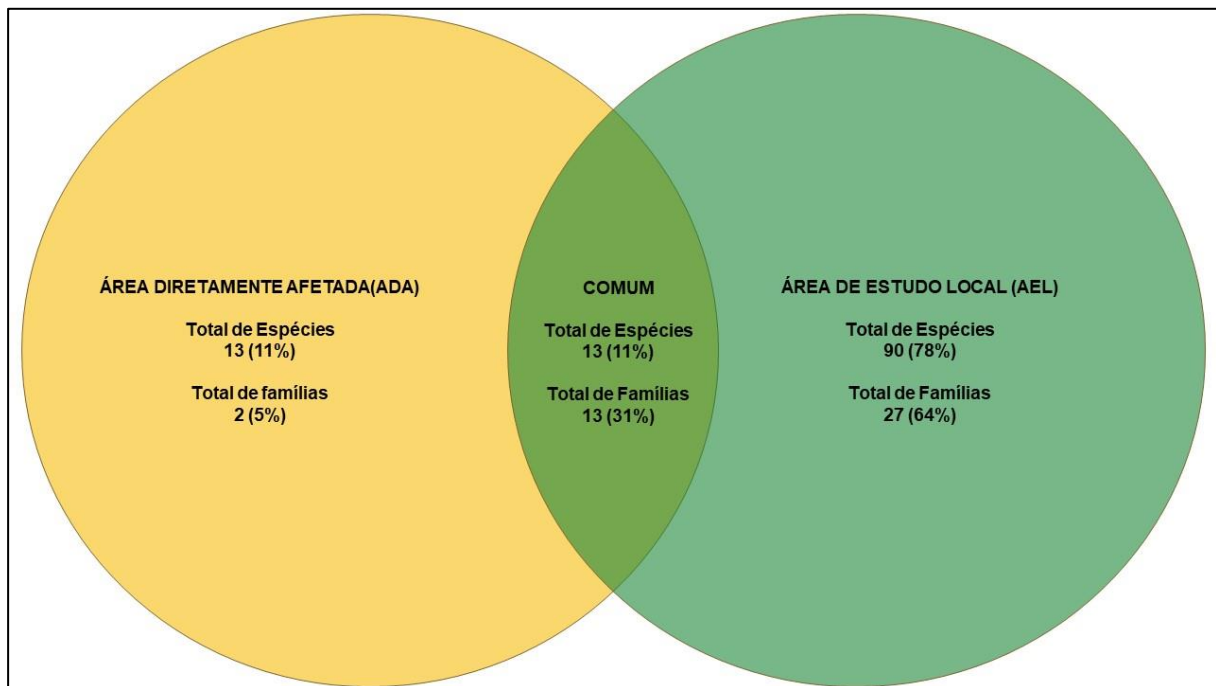 ÁREA DIRETAMENTE AFETADA(ADA)
Total de Espécies
13 (11%)
Total de famílias
2 (5%)
COMUM
Total de Espécies
13 (11%)
Total de Famílias
13 (31%)
ÁREA DE ESTUDO LOCAL (AEL)
Total de Espécies
90 (78%)
Total de Famílias
27 (64%)